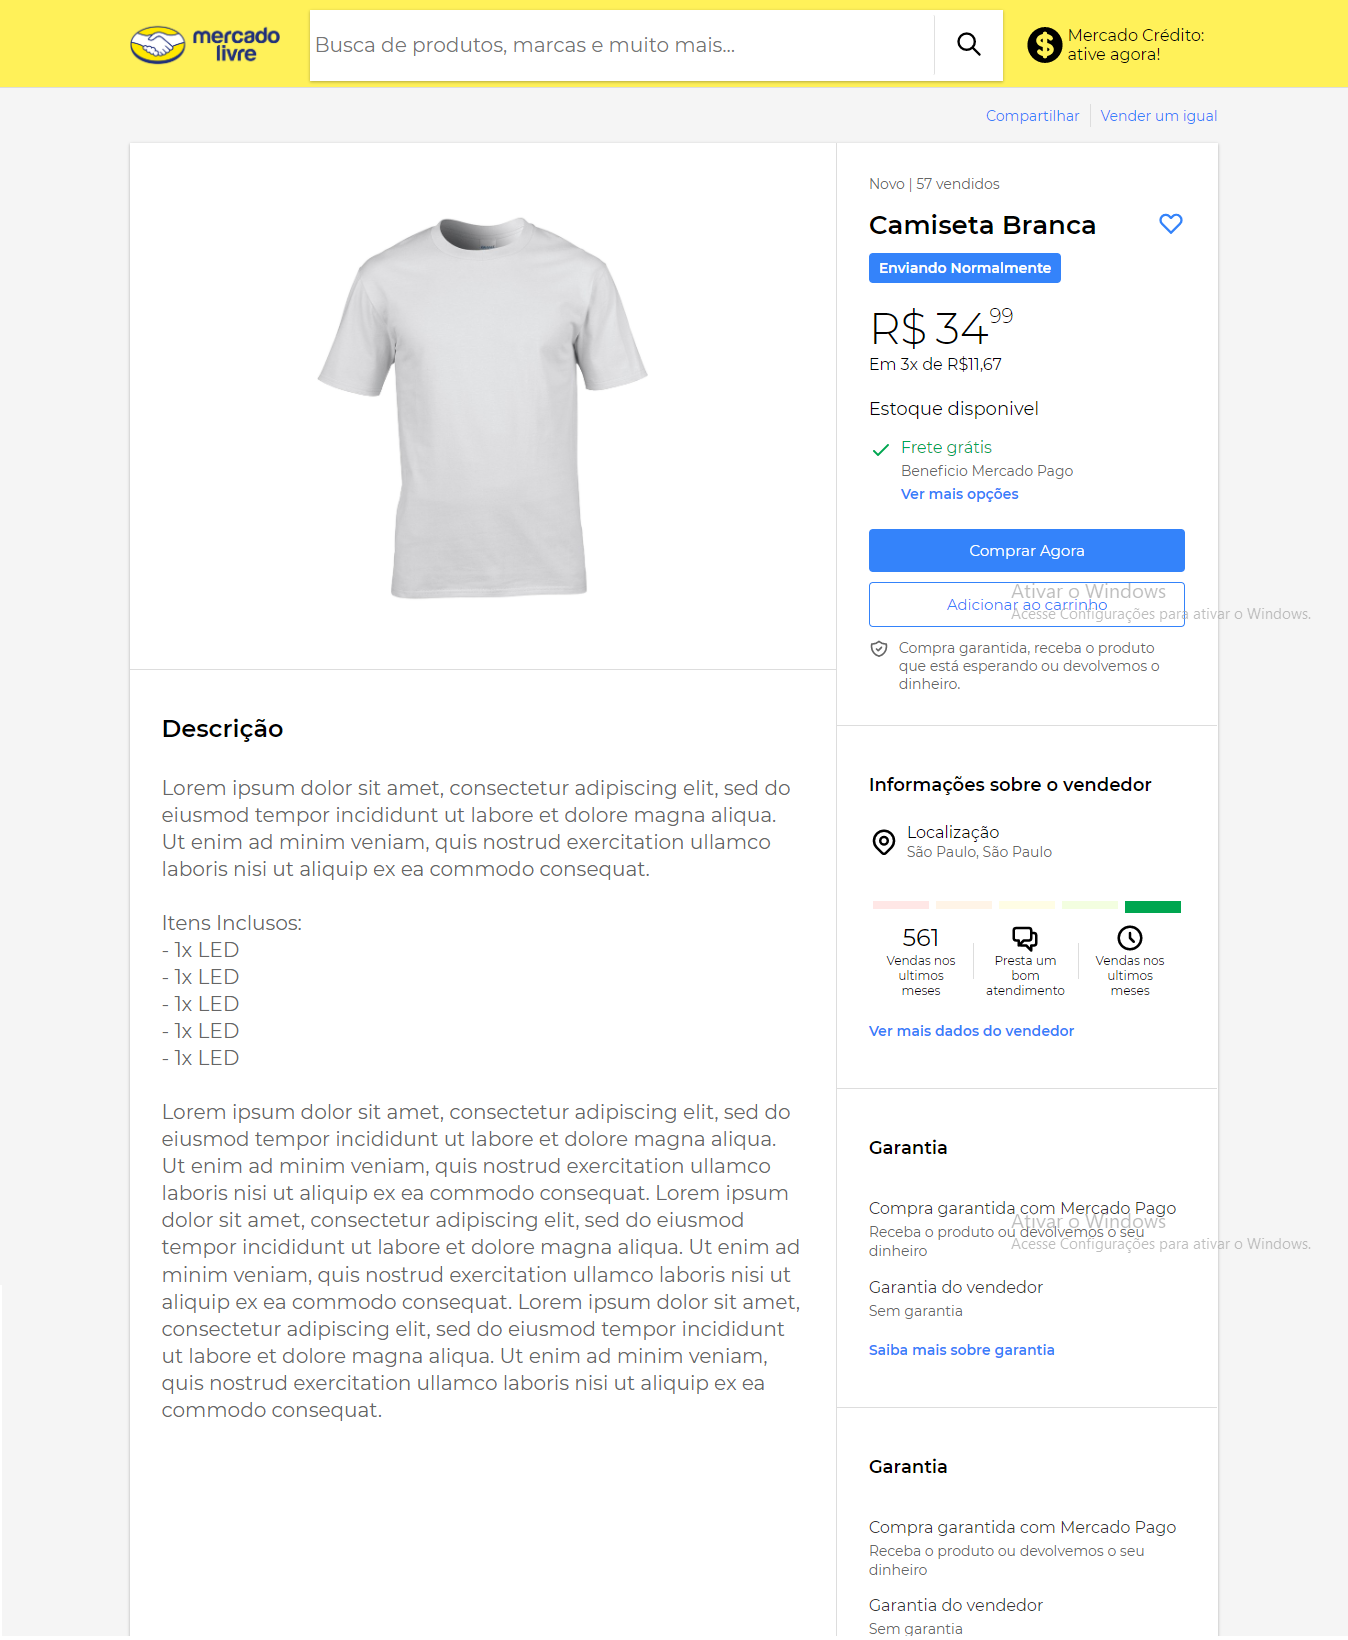 mercado
livre
Busca de produtos, marcas e muito mais...
Mercado Crédito:
ative agora!
Compartilhar
Vender um igual
Novo | 57 vendidos
Camiseta Branca
Enviando Normalmente
R$ 34 99
Em 3x de R$11,67
Estoque disponivel
Frete grátis
Beneficio Mercado Pago
Ver mais opções
Comprar Agora
Adicionar ao carrinho
Ativar o Windows
Acesse Configurações para ativar o Windows.
Compra garantida, receba o produto
que está esperando ou devolvemos o
dinheiro.
Descrição
Lorem ipsum dolor sit amet, consectetur adipiscing elit, sed do
eiusmod tempor incididunt ut labore et dolore magna aliqua.
Ut enim ad minim veniam, quis nostrud exercitation ullamco
laboris nisi ut aliquip ex ea commodo consequat.
Itens Inclusos:
- 1x LED
- 1x LED
- 1x LED
- 1x LED
- 1x LED
Lorem ipsum dolor sit amet, consectetur adipiscing elit, sed do
eiusmod tempor incididunt ut labore et dolore magna aliqua.
Ut enim ad minim veniam, quis nostrud exercitation ullamco
laboris nisi ut aliquip ex ea commodo consequat. Lorem ipsum
dolor sit amet, consectetur adipiscing elit, sed do eiusmod
tempor incididunt ut labore et dolore magna aliqua. Ut enim ad
minim veniam, quis nostrud exercitation ullamco laboris nisi ut
aliquip ex ea commodo consequat. Lorem ipsum dolor sit amet,
consectetur adipiscing elit, sed do eiusmod tempor incididunt
ut labore et dolore magna aliqua. Ut enim ad minim veniam,
quis nostrud exercitation ullamco laboris nisi ut aliquip ex ea
commodo consequat.
Informações sobre o vendedor
Localização
São Paulo, São Paulo
561
Vendas nos
ultimos
meses
Presta um
bom
atendimento
Vendas nos
ultimos
meses
Ver mais dados do vendedor
Garantia
Compra garantida com Mercado Pago
Receba o produto ou devolvemos o seu
dinheiro
Ativar o Windows
Acesse Configurações para ativar o Windows.
Garantia do vendedor
Sem garantia
Saiba mais sobre garantia
Garantia
Compra garantida com Mercado Pago
Receba o produto ou devolvemos o seu
dinheiro
Garantia do vendedor
Sem garantia